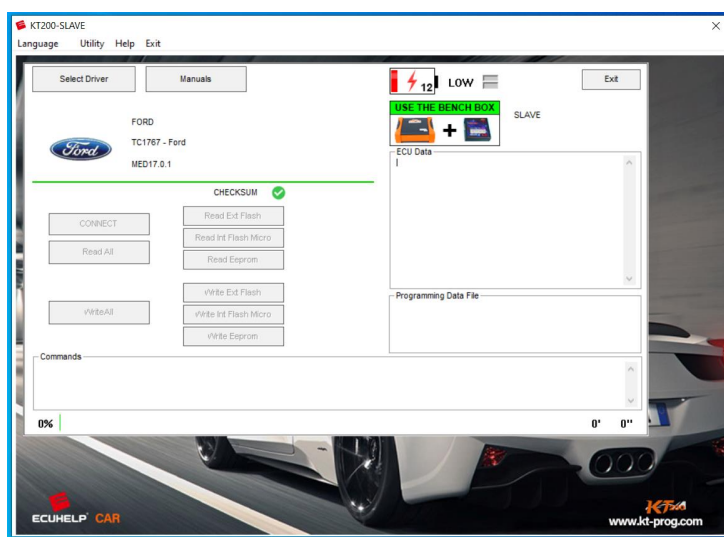 KT200-SLAVE
Language Utility Help Exit
Select Driver Manuals
12 LOW
Exit
USE THE BENCH BOX
SLAVE
FORD
Ford
TC1767 - Ford
MED17.0.1
ECU Data
CHECKSUM
CONNECT
Read All
Read Ext Flash
Read Int Flash Micro
Read Eeprom
WriteAll
Write Ext Flash
Write Int Flash Micro
Write Eeprom
Programming Data File
Commands
0%
0' 0"
ECUHELP CAR
KT
www.kt-prog.com